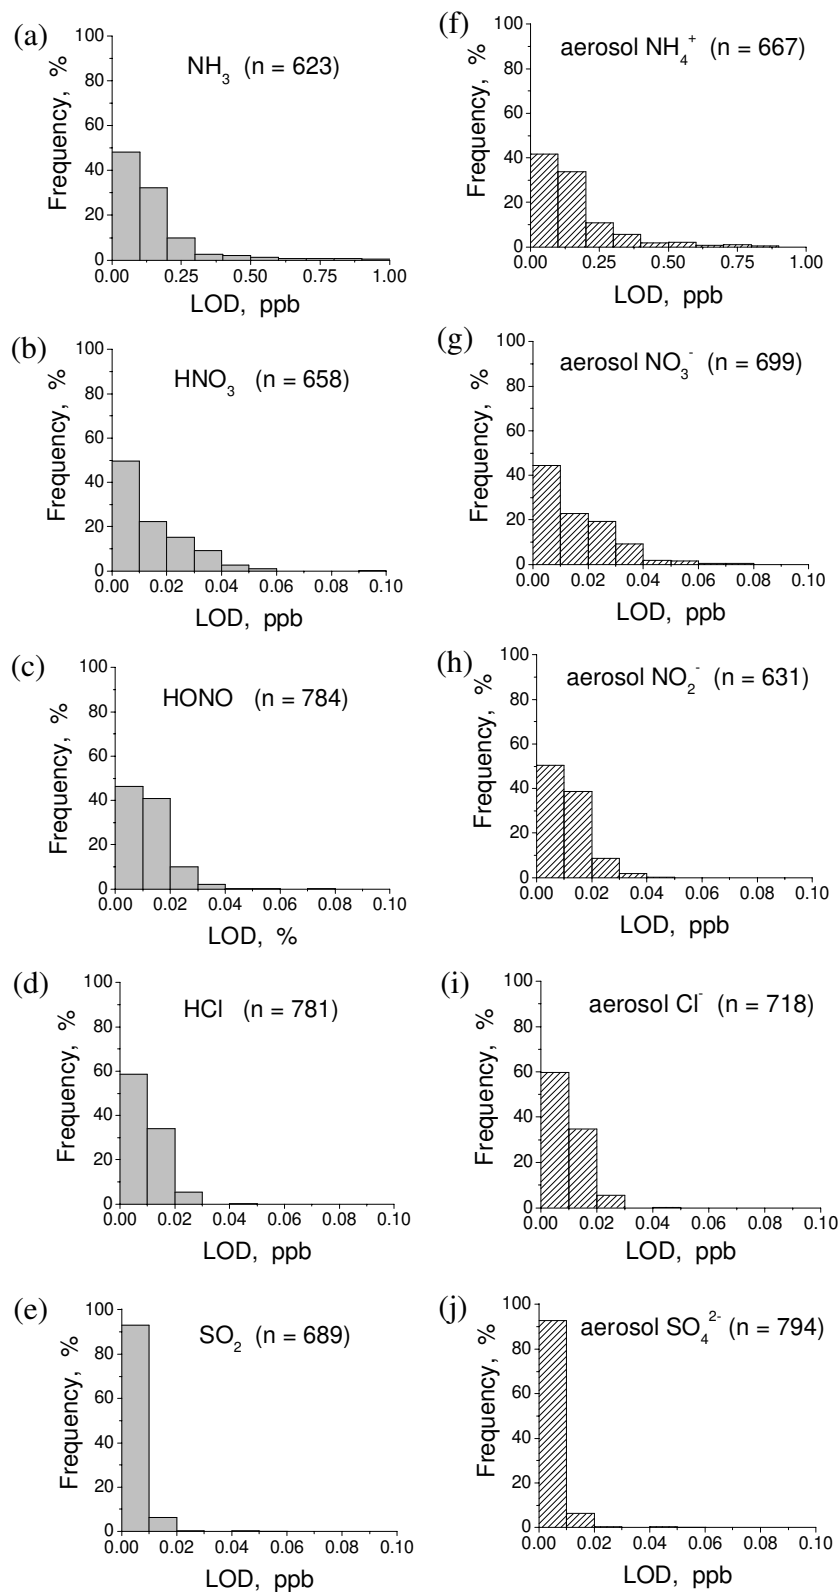 (a)
NH3 (n = 623)
Frequency, %
100
80
60
40
20
0
0.00 0.25 0.50 0.75 1.00
LOD, ppb
(f)
aerosol NH4+ (n = 667)
Frequency, %
100
80
60
40
20
0
0.00 0.25 0.50 0.75 1.00
LOD, ppb
(b)
HNO3 (n = 658)
Frequency, %
100
80
60
40
20
0
0.00 0.02 0.04 0.06 0.08 0.10
LOD, ppb
(g)
aerosol NO3- (n = 699)
Frequency, %
100
80
60
40
20
0
0.00 0.02 0.04 0.06 0.08 0.10
LOD, ppb
(c)
HONO (n = 784)
Frequency, %
100
80
60
40
20
0
0.00 0.02 0.04 0.06 0.08 0.10
LOD, %
(h)
aerosol NO2- (n = 631)
Frequency, %
100
80
60
40
20
0
0.00 0.02 0.04 0.06 0.08 0.10
LOD, ppb
(d)
HCl (n = 781)
Frequency, %
100
80
60
40
20
0
0.00 0.02 0.04 0.06 0.08 0.10
LOD, ppb
(i)
aerosol Cl- (n = 718)
Frequency, %
100
80
60
40
20
0
0.00 0.02 0.04 0.06 0.08 0.10
LOD, ppb
(e)
SO2 (n = 689)
Frequency, %
100
80
60
40
20
0
0.00 0.02 0.04 0.06 0.08 0.10
LOD, ppb
(j)
aerosol SO4 2- (n = 794)
Frequency, %
100
80
60
40
20
0
0.00 0.02 0.04 0.06 0.08 0.10
LOD, ppb